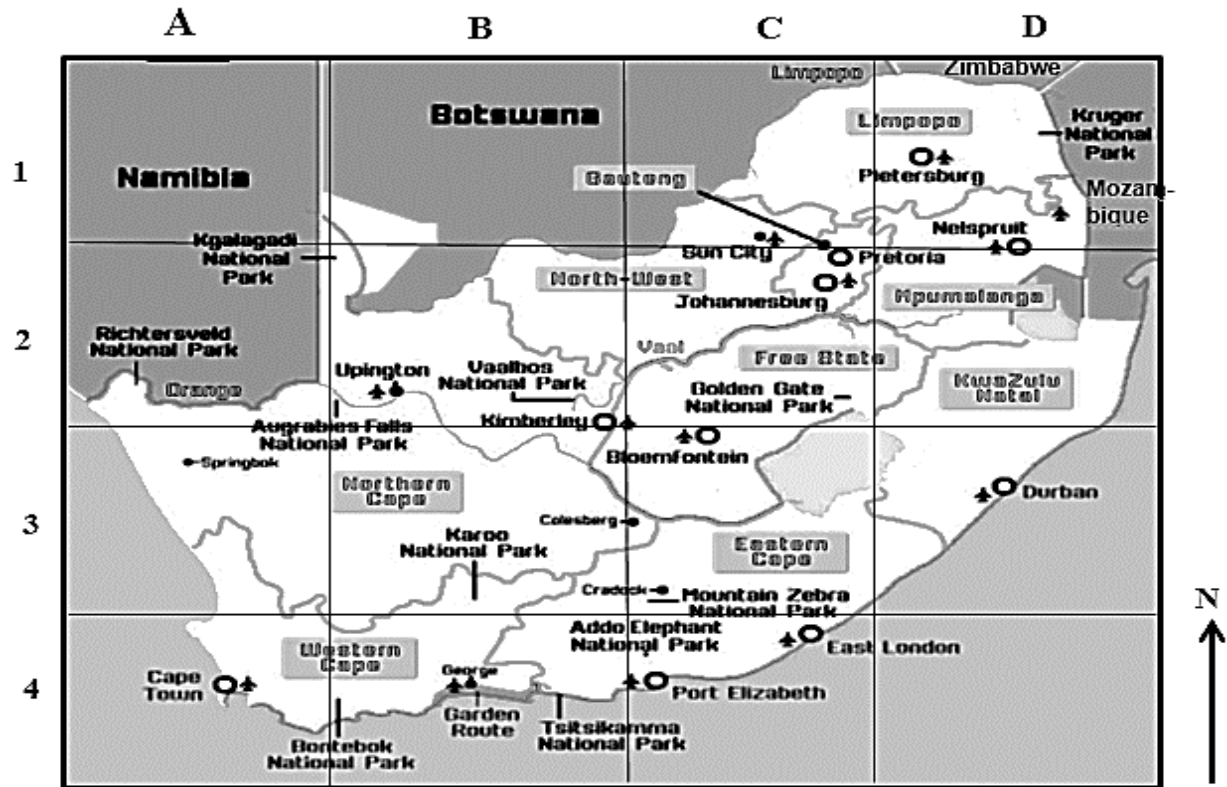 A B C D
1
2
3
4
N
Limpopo
Zimbabwe
Botswana
Limpopo
Kruger
National
Park
Namibia
Gauteng
Pietersburg
Mozam-
bique
Kgalagadi
National
Park
Sun City
Nelspruit
Pretoria
North-West
Johannesburg
Mpumalanga
Richtersveld
National Park
Orange
Upington
Vaalbos
National Park
Vaal
Free State
Golden Gate
National Park
KwaZulu
Natal
Augrabies Falls
National Park
Kimberley
Bloemfontein
Springbok
Northern
Cape
Durban
Colesberg
Karoo
National Park
Eastern
Cape
Cradock
Mountain Zebra
National Park
Addo Elephant
National Park
Western
Cape
East London
Cape
Town
George
Port Elizabeth
Garden
Route
Tsitsikamma
National Park
Bontebok
National Park